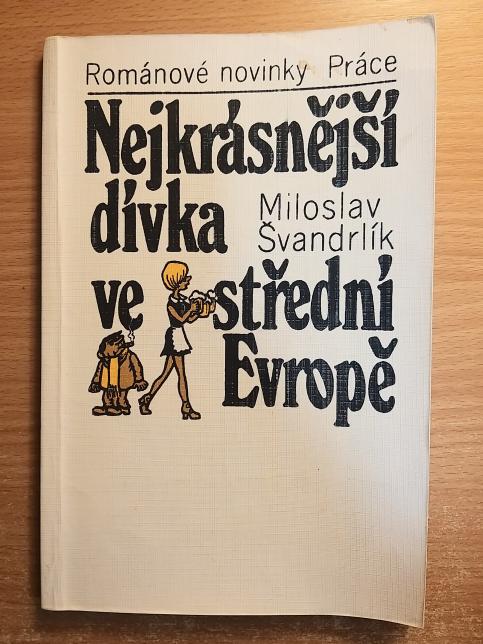 Románové novinky Práce
Nejkrásnější
dívka
Miloslav
Švandrlík
ve střední
Evropě